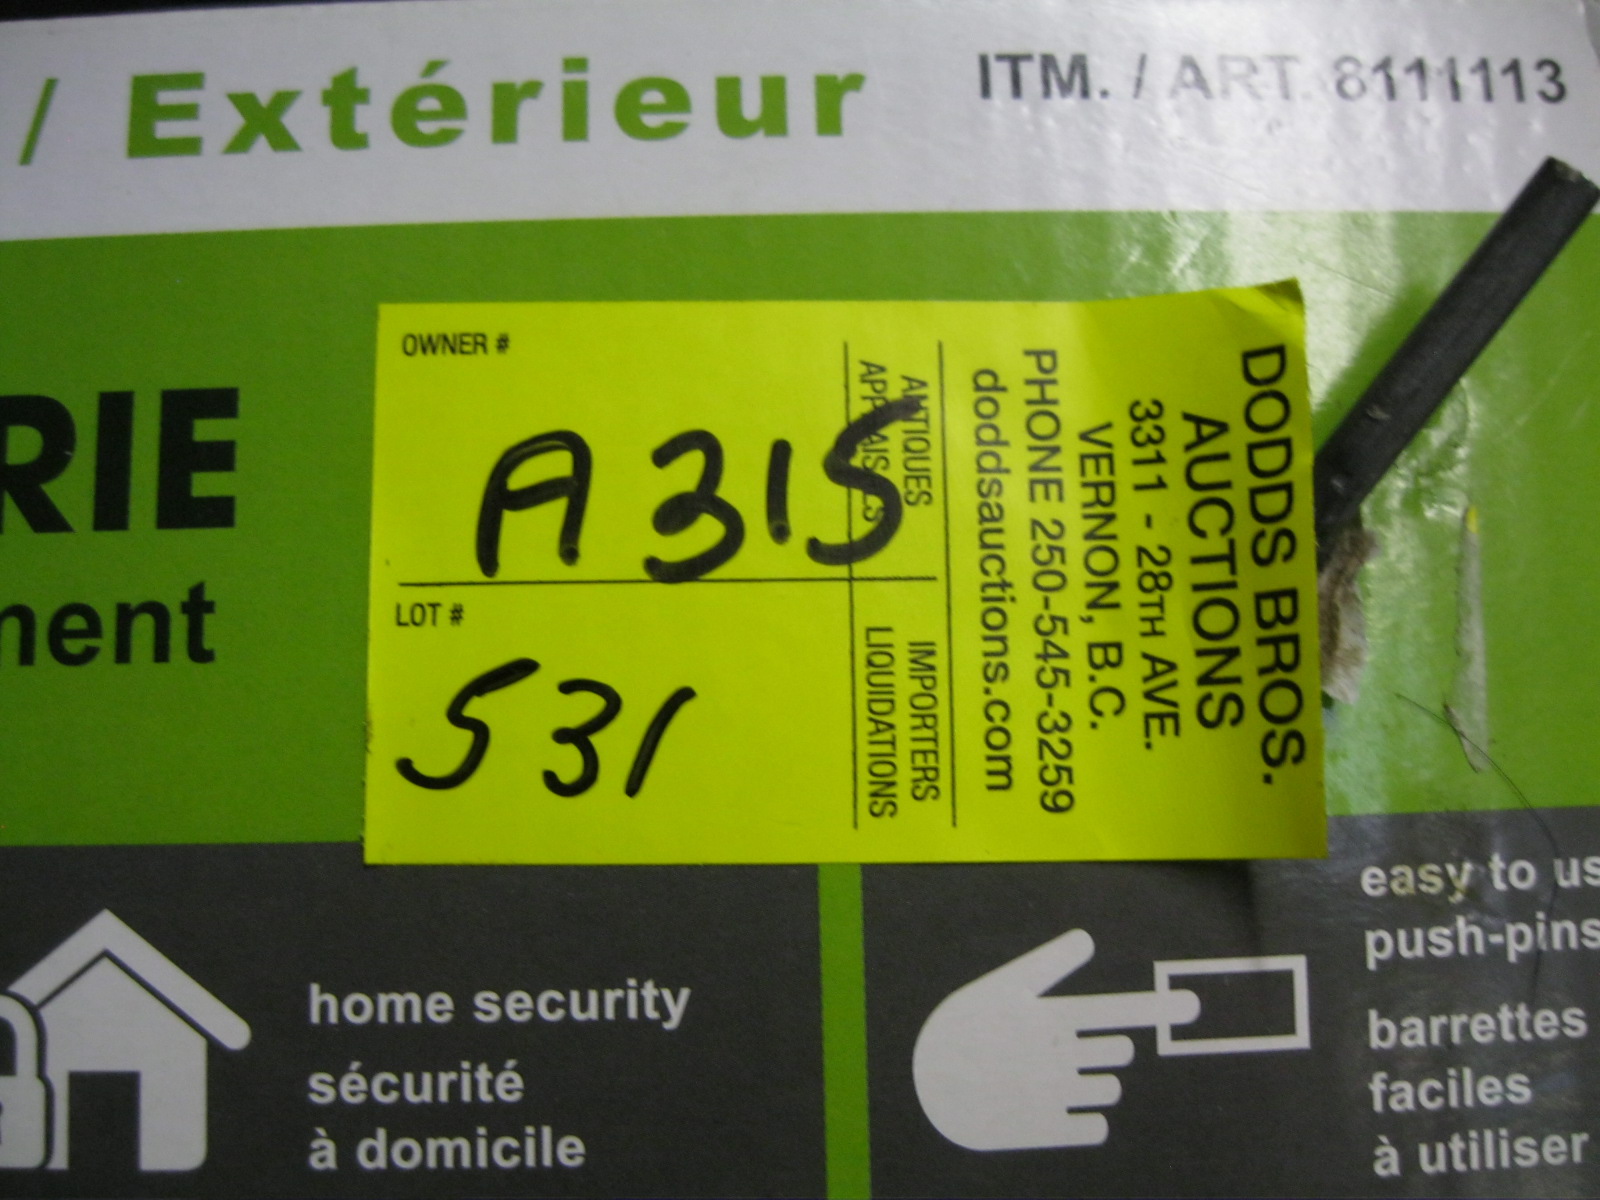 / Extérieur
ITM. / ART. 8111113
RIE
ment
OWNER #
A315
LOT #
531
ANTIQUES
APPRAISALS
IMPORTERS
LIQUIDATIONS
DODDS BROS.
AUCTIONS
3311 - 28TH AVE.
VERNON, B.C.
PHONE 250-545-3259
doddsauctions.com
home security
sécurité
à domicile
easy to us
push-pins
barrettes
faciles
à utiliser